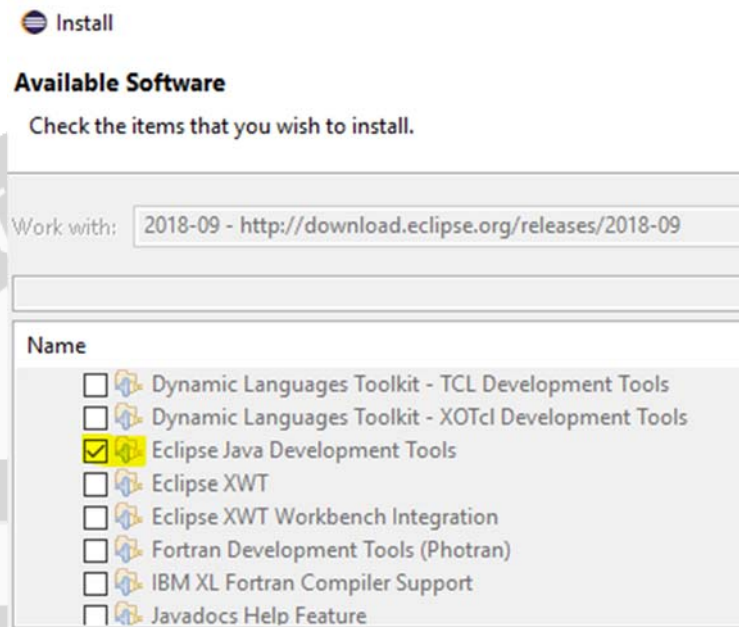 Install
Available Software
Check the items that you wish to install.
Work with: 2018-09 - http://download.eclipse.org/releases/2018-09
Name
Dynamic Languages Toolkit - TCL Development Tools
Dynamic Languages Toolkit - XOTcl Development Tools
Eclipse Java Development Tools
Eclipse XWT
Eclipse XWT Workbench Integration
Fortran Development Tools (Photran)
IBM XL Fortran Compiler Support
Javadocs Help Feature